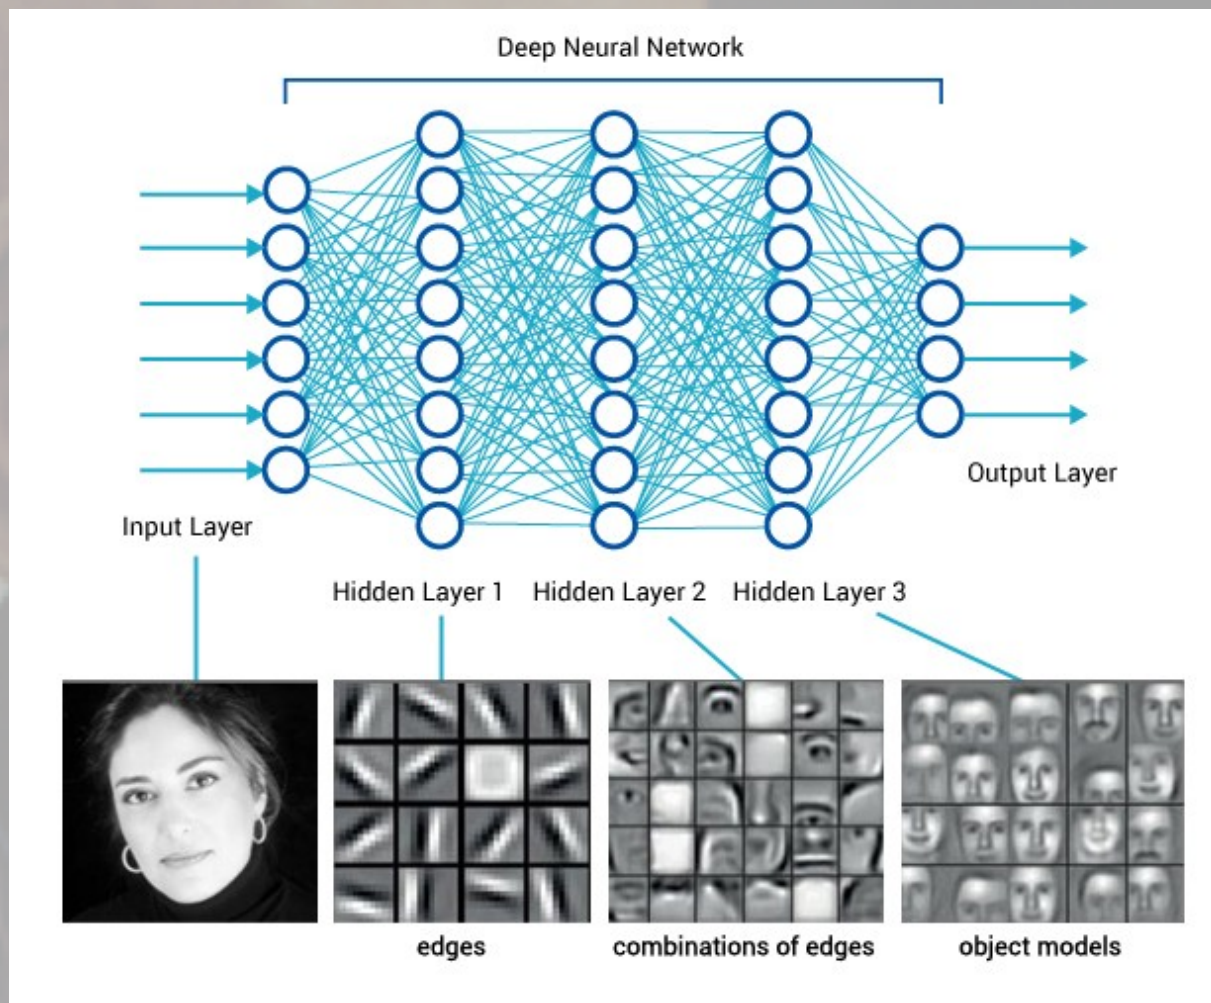 Deep Neural Network
Output Layer
Input Layer
Hidden Layer 1
Hidden Layer 2
Hidden Layer 3
edges
combinations of edges
object models